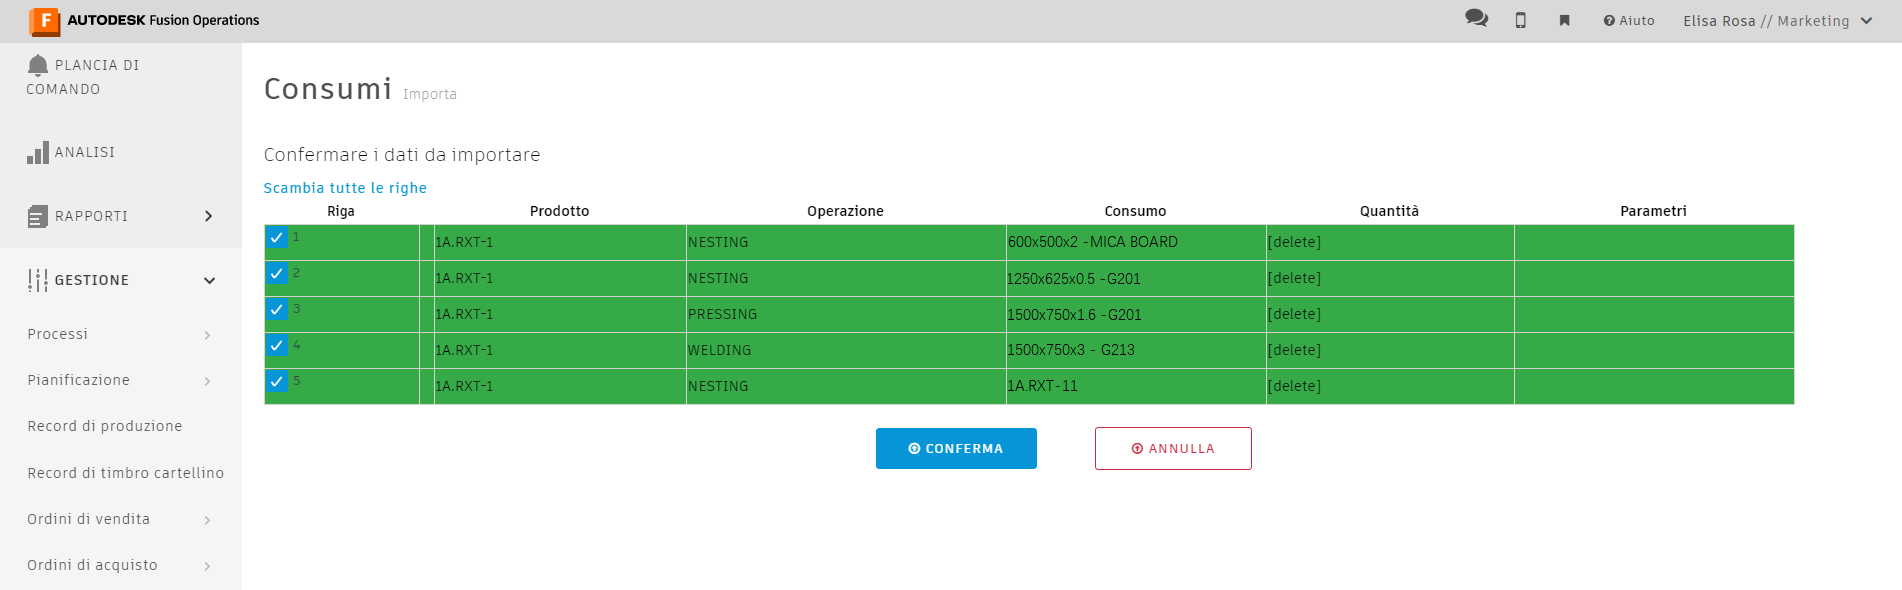 AUTODESK Fusion Operations
Aiuto
Elisa Rosa // Marketing
PLANCIA DI
COMANDO
ANALISI
RAPPORTI
GESTIONE
Processi
Pianificazione
Record di produzione
Record di timbro cartellino
Ordini di vendita
Ordini di acquisto
Consumi Importa
Confermare i dati da importare
Scambia tutte le righe
Riga Prodotto Operazione Consumo Quantità Parametri
1 1A.RXT-1 NESTING 600x500x2 -MICA BOARD [delete]
2 1A.RXT-1 NESTING 1250x625x0.5 -G201 [delete]
3 1A.RXT-1 PRESSING 1500x750x1.6 -G201 [delete]
4 1A.RXT-1 WELDING 1500x750x3 - G213 [delete]
5 1A.RXT-1 NESTING 1A.RXT-11 [delete]
CONFERMA ANNULLA